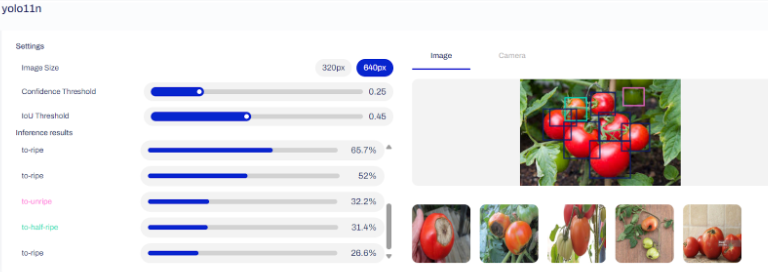 yolo11n
Settings
Image Size 320px 640px
Confidence Threshold 0.25
IoU Threshold 0.45
Inference results
to-ripe 65.7%
to-ripe 52%
to-unripe 32.2%
to-half-ripe 31.4%
to-ripe 26.6%
Image Camera